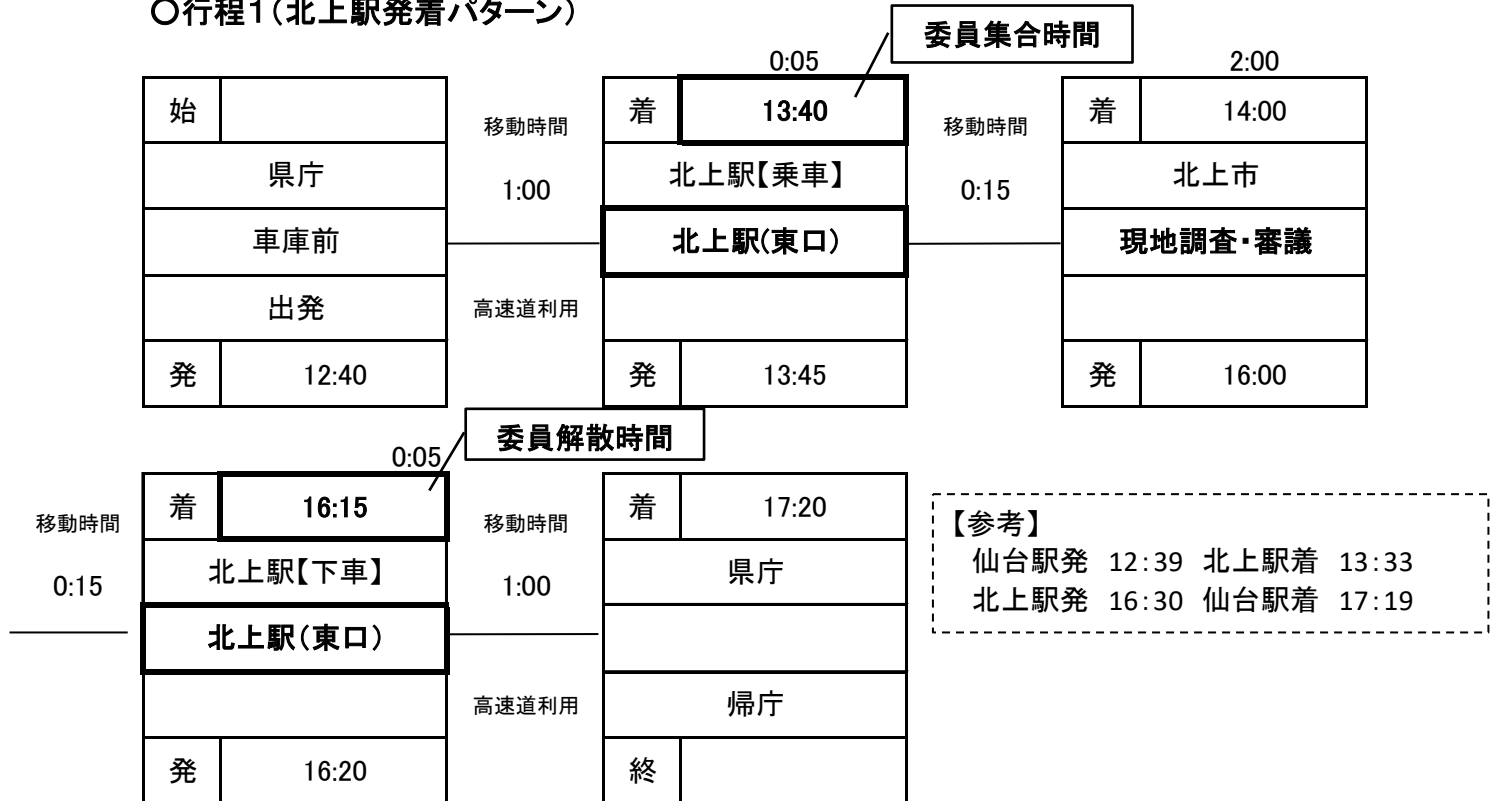 ○行程1(北上駅発着パターン)
委員集合時間
0:05
2:00
始
県庁
車庫前
出発
発 12:40
移動時間
1:00
高速道利用
着 13:40
北上駅【乗車】
北上駅(東口)
発 13:45
移動時間
0:15
着 14:00
北上市
現地調査・審議
発 16:00
委員解散時間
0:05
移動時間
0:15
着 16:15
北上駅【下車】
北上駅(東口)
発 16:20
移動時間
1:00
高速道利用
着 17:20
県庁
帰庁
終
【参考】
仙台駅発 12:39 北上駅着 13:33
北上駅発 16:30 仙台駅着 17:19